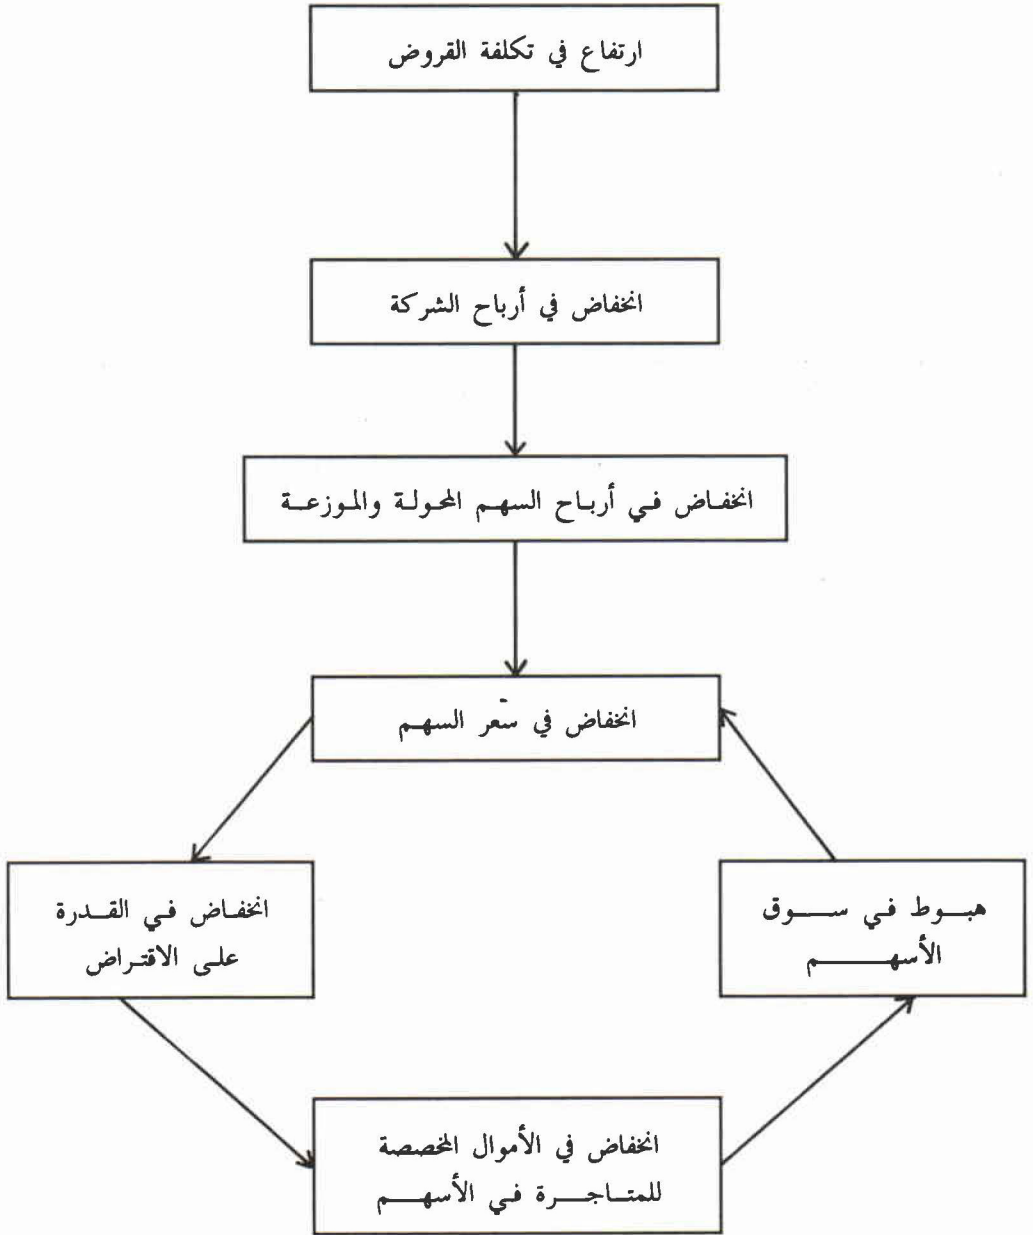 ارتفاع في تكلفة القروض
انخفاض في أرباح الشركة
انخفاض في أرباح السهم المحولة والموزعة
انخفاض في سعر السهم
انخفاض في القدرة
على الاقتراض
هبوط في سوق
الأسهم
انخفاض في الأموال المخصصة
للمتاجرة في الأسهم